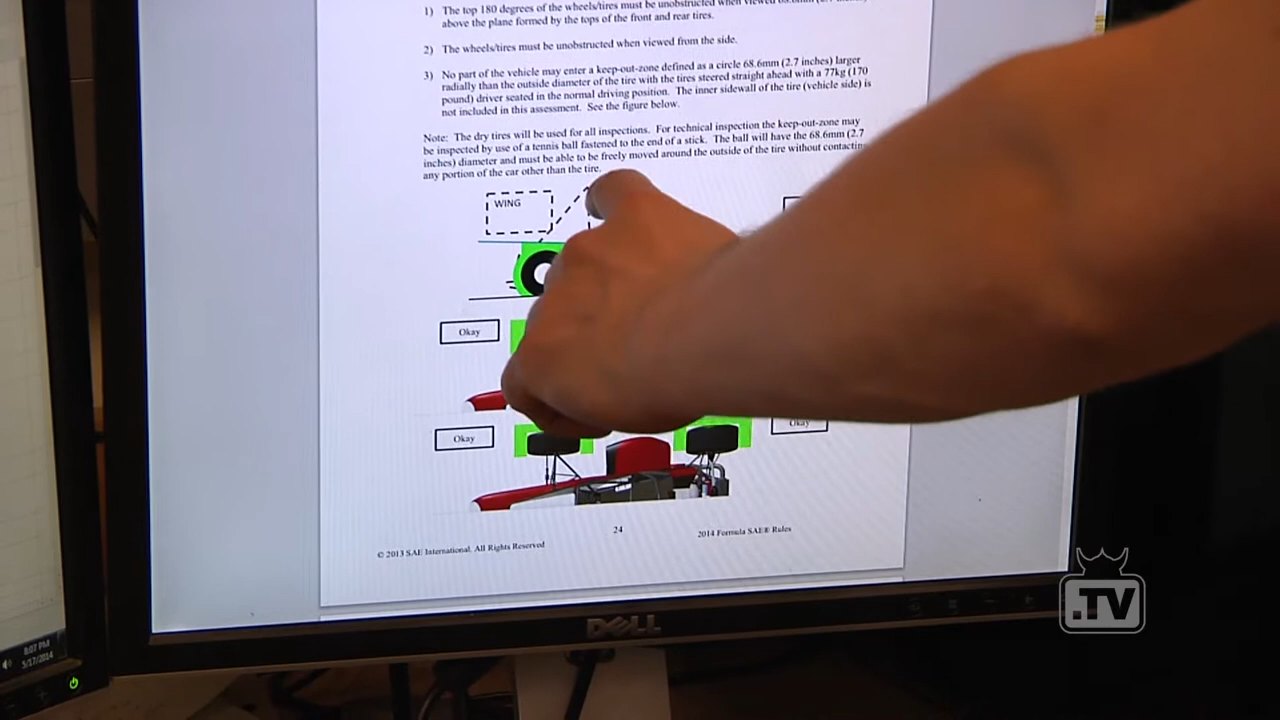 1) The top 180 degrees of the wheels/tires must be unobstructed when viewed
above the plane formed by the tops of the front and rear tires.
2) The wheels/tires must be unobstructed when viewed from the side.
3) No part of the vehicle may enter a keep-out-zone defined as a circle 68.6mm (2.7 inches) larger
radially than the outside diameter of the tire with the tires steered straight ahead with a 77kg (170
pound) driver seated in the normal driving position. The inner sidewall of the tire (vehicle side) is
not included in this assessment. See the figure below.
Note: The dry tires will be used for all inspections. For technical inspection the keep-out-zone may
be inspected by use of a tennis ball fastened to the end of a stick. The ball will have the 68.6mm (2.7
inches) diameter and must be able to be freely moved around the outside of the tire without
any portion of the car other than the tire.
WING
Okay
Okay
Okay
24
2014 Formula SAE® Rules
© 2013 SAE International. All Rights Reserved
DELL
8:07 PM
5/17/2014
.TV